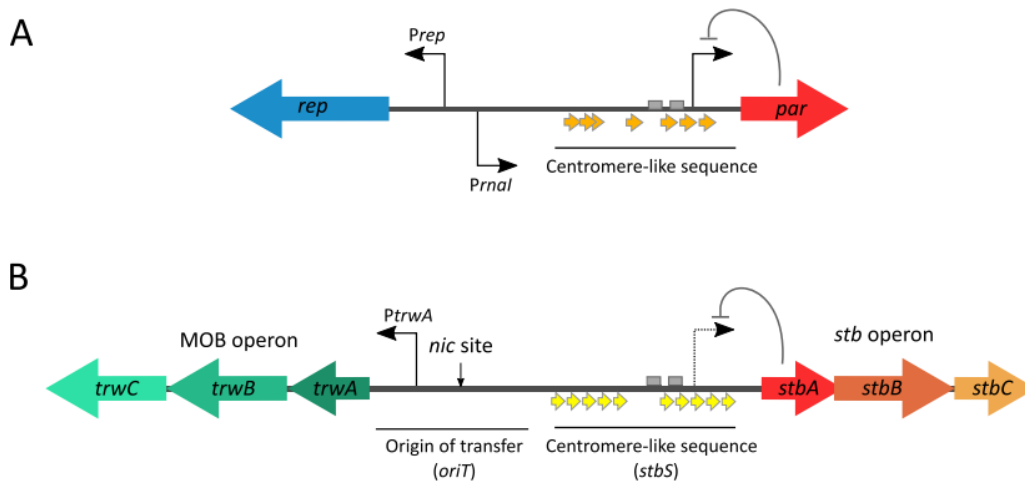 A
Prep
rep
par
PrnaI
Centromere-like sequence
B
MOB operon
PtrwA
nic site
stb operon
trwC
trwB
trwA
stbA
stbB
stbC
Origin of transfer
(oriT)
Centromere-like sequence
(stbS)